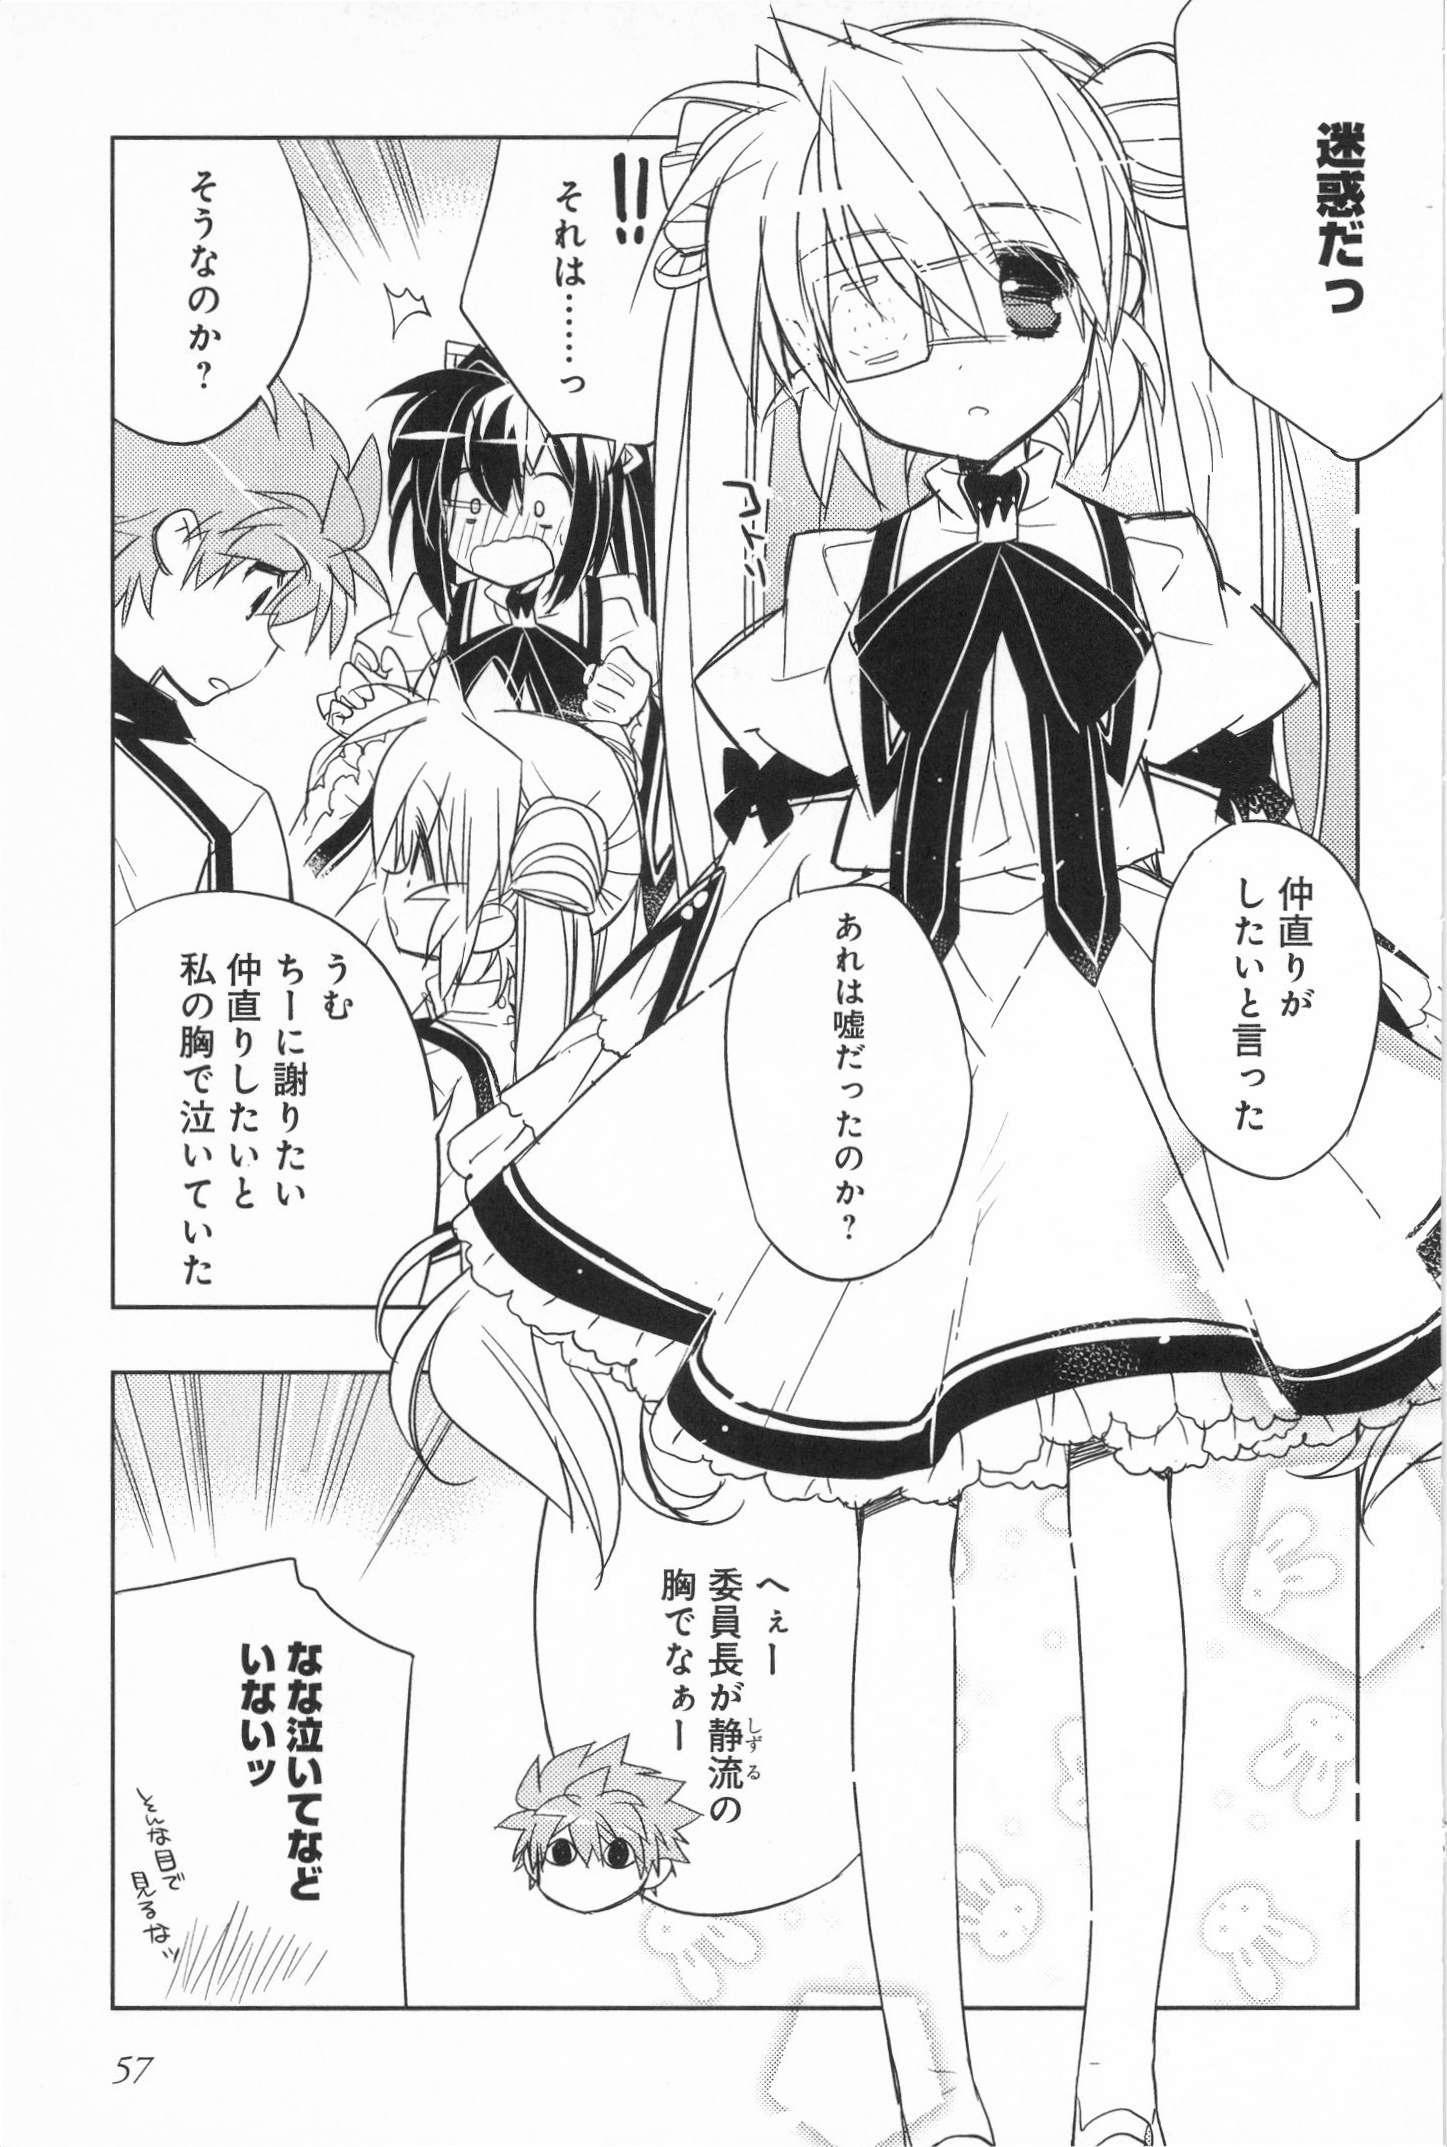 迷惑だっ
仲直りが
したいと言った
あれは嘘だったのか?
!!
それは………っ
そうなのか?
うむ
ちーに謝りたい
仲直りしたいと
私の胸で泣いていた
へぇー
委員長が静流の
しずる
胸でなぁー
なな泣いてなど
いないッ
そんな目で
見るなッ
57